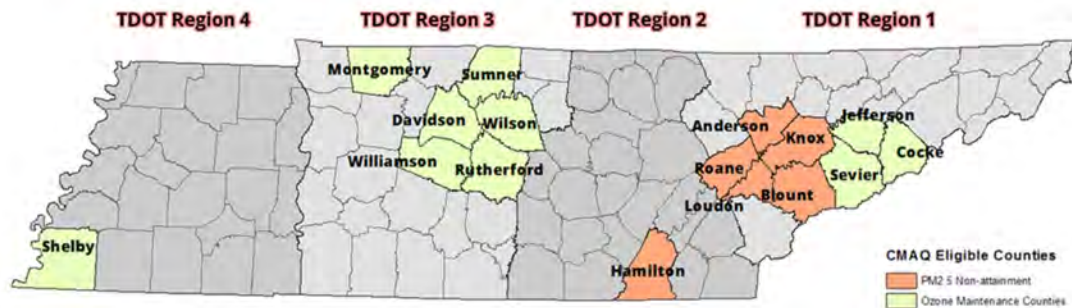 TDOT Region 4
TDOT Region 3
TDOT Region 2
TDOT Region 1
Montgomery
Sumner
Davidson
Wilson
Williamson
Rutherford
Anderson
Knox
Jefferson
Cocke
Roane
Sevier
Blount
Loudon
Shelby
Hamilton
CMAQ Eligible Counties
PM2.5 Non-attainment
Ozone Maintenance Counties